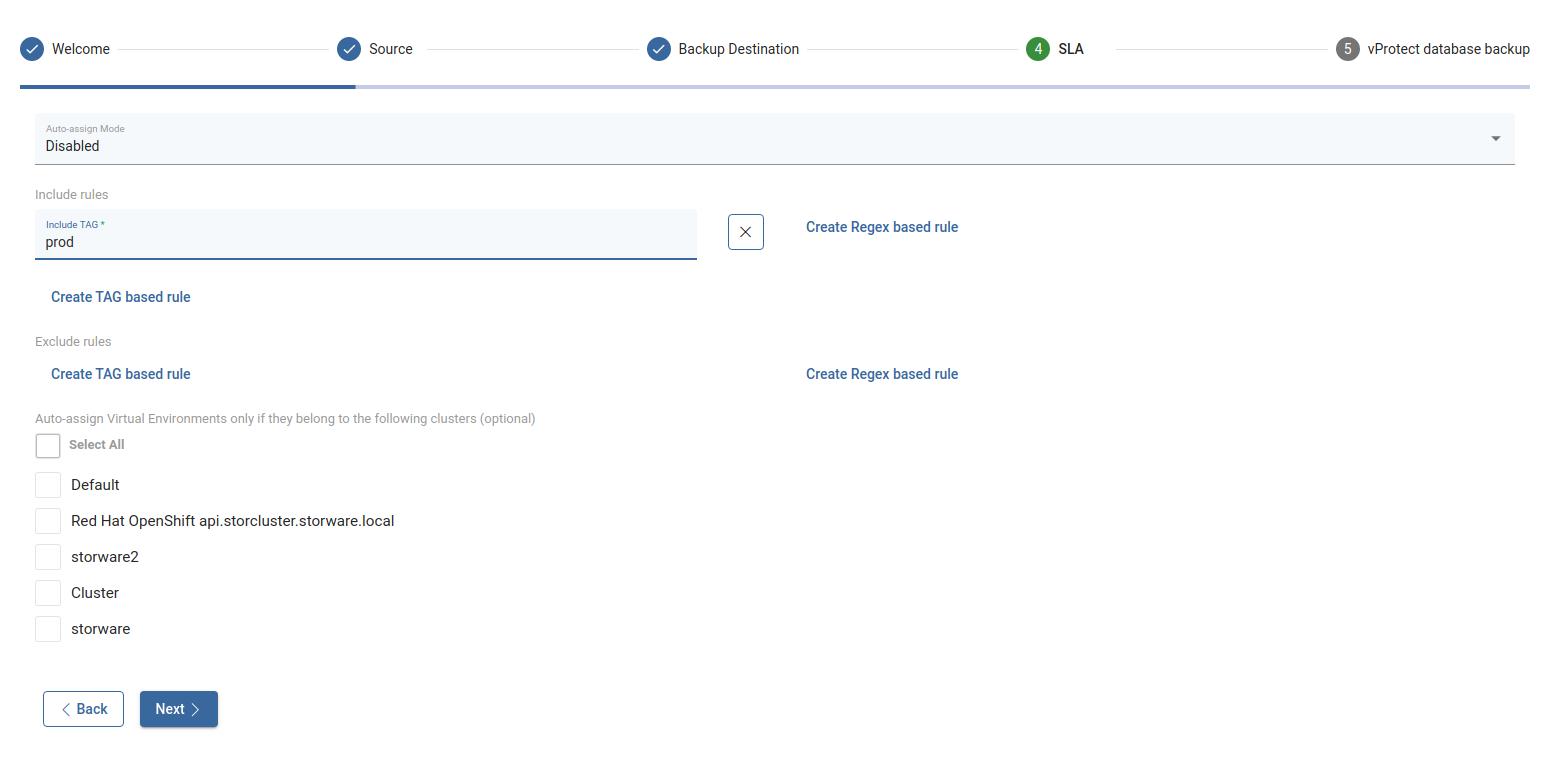 Welcome
Source
Backup Destination
4 SLA
5 vProtect database backup
Auto-assign Mode
Disabled
Include rules
Include TAG *
prod
Create Regex based rule
Create TAG based rule
Exclude rules
Create TAG based rule
Create Regex based rule
Auto-assign Virtual Environments only if they belong to the following clusters (optional)
Select All
Default
Red Hat OpenShift api.storcluster.storware.local
storware2
Cluster
storware
Back
Next